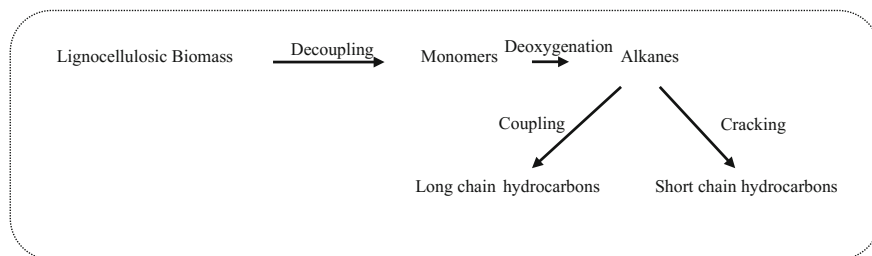 Lignocellulosic Biomass
Decoupling
Monomers
Deoxygenation
Alkanes
Coupling
Cracking
Long chain hydrocarbons
Short chain hydrocarbons